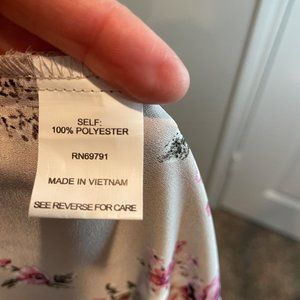 SELF:
100% POLYESTER
RN69791
MADE IN VIETNAM
SEE REVERSE FOR CARE